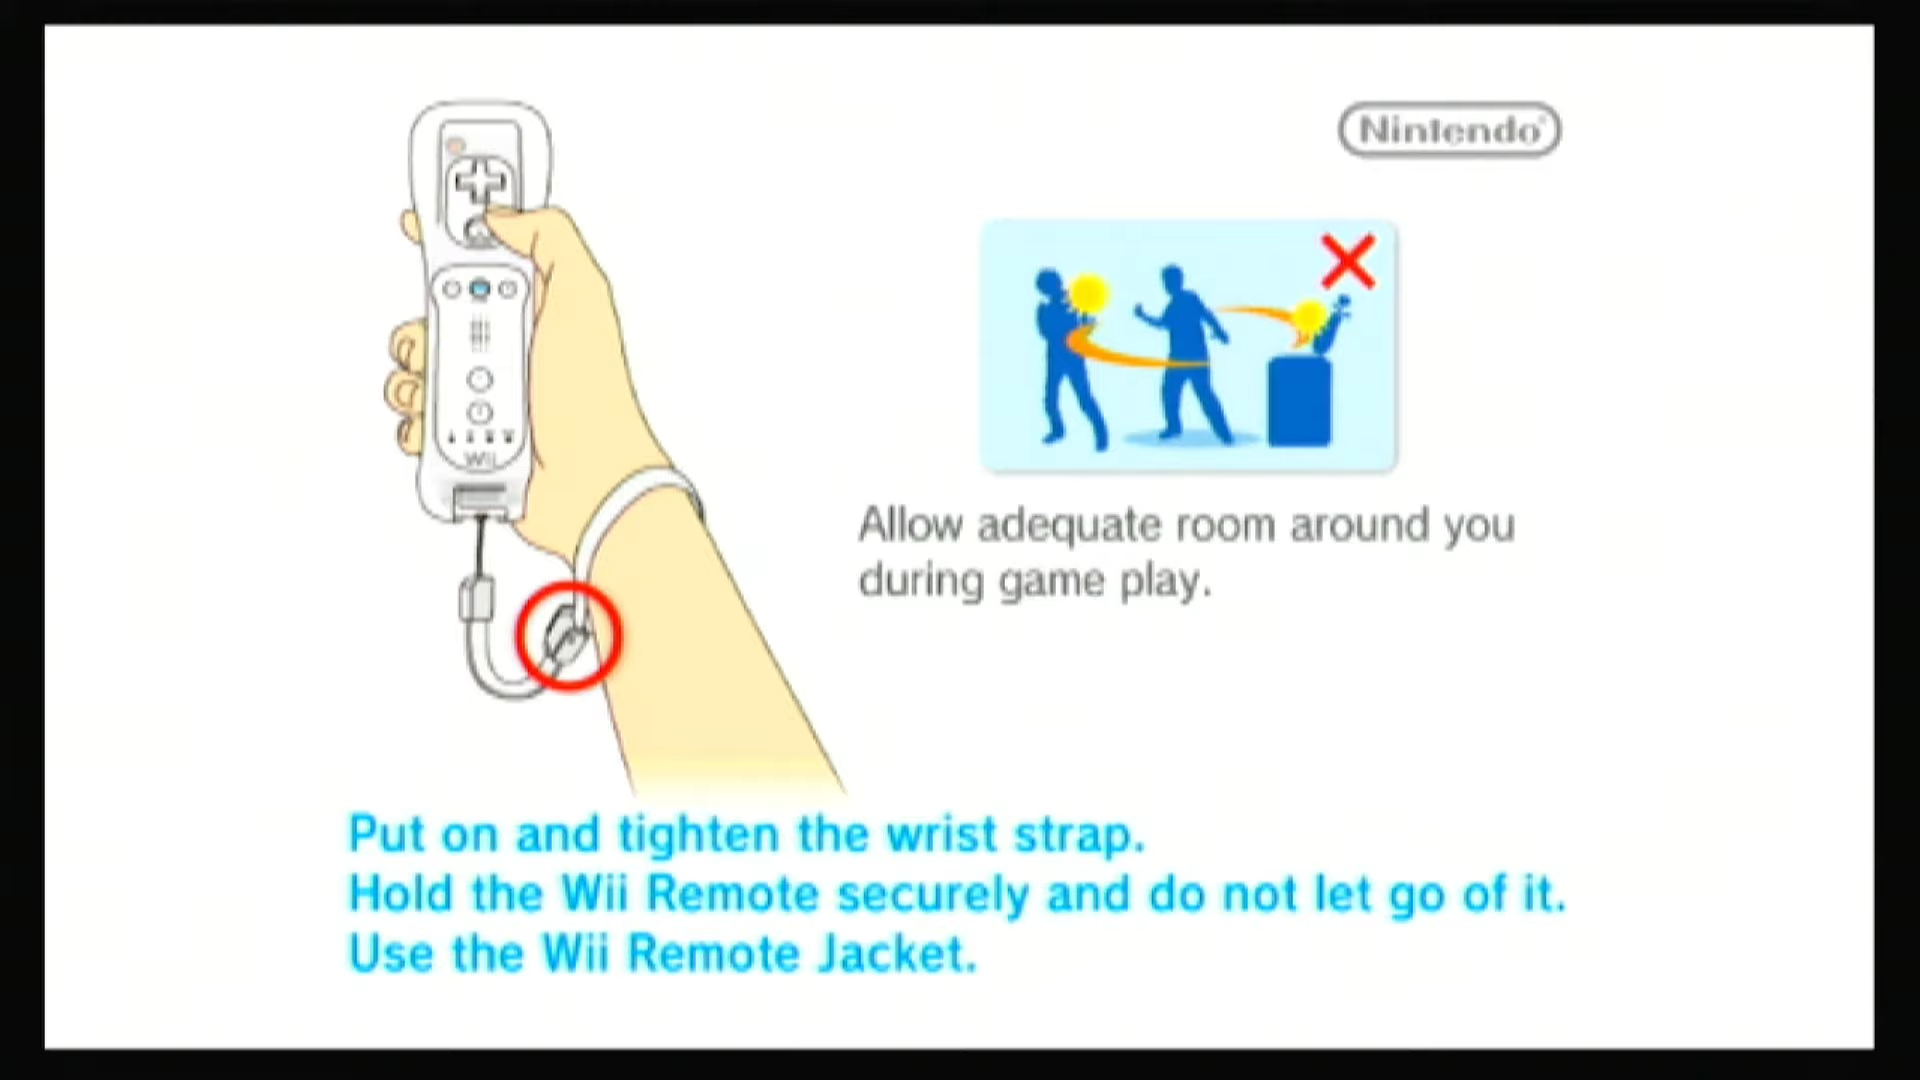 Nintendo
Wii
Allow adequate room around you
during game play.
Put on and tighten the wrist strap.
Hold the Wii Remote securely and do not let go of it.
Use the Wii Remote Jacket.